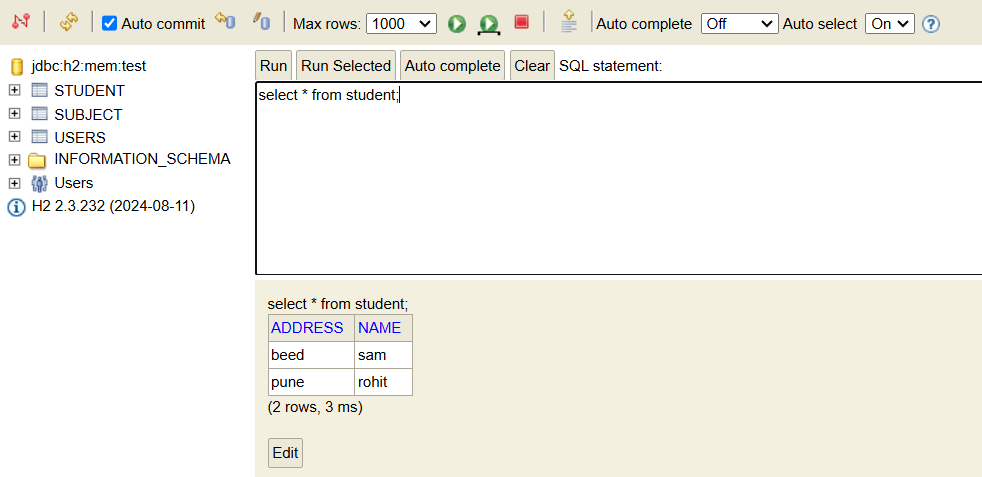 Auto commit Max rows: 1000 Auto complete Off Auto select On
jdbc:h2:mem:test
STUDENT
SUBJECT
USERS
INFORMATION_SCHEMA
Users
H2 2.3.232 (2024-08-11)
Run Run Selected Auto complete Clear SQL statement:
select * from student;
select * from student;
ADDRESS NAME
beed sam
pune rohit
(2 rows, 3 ms)
Edit